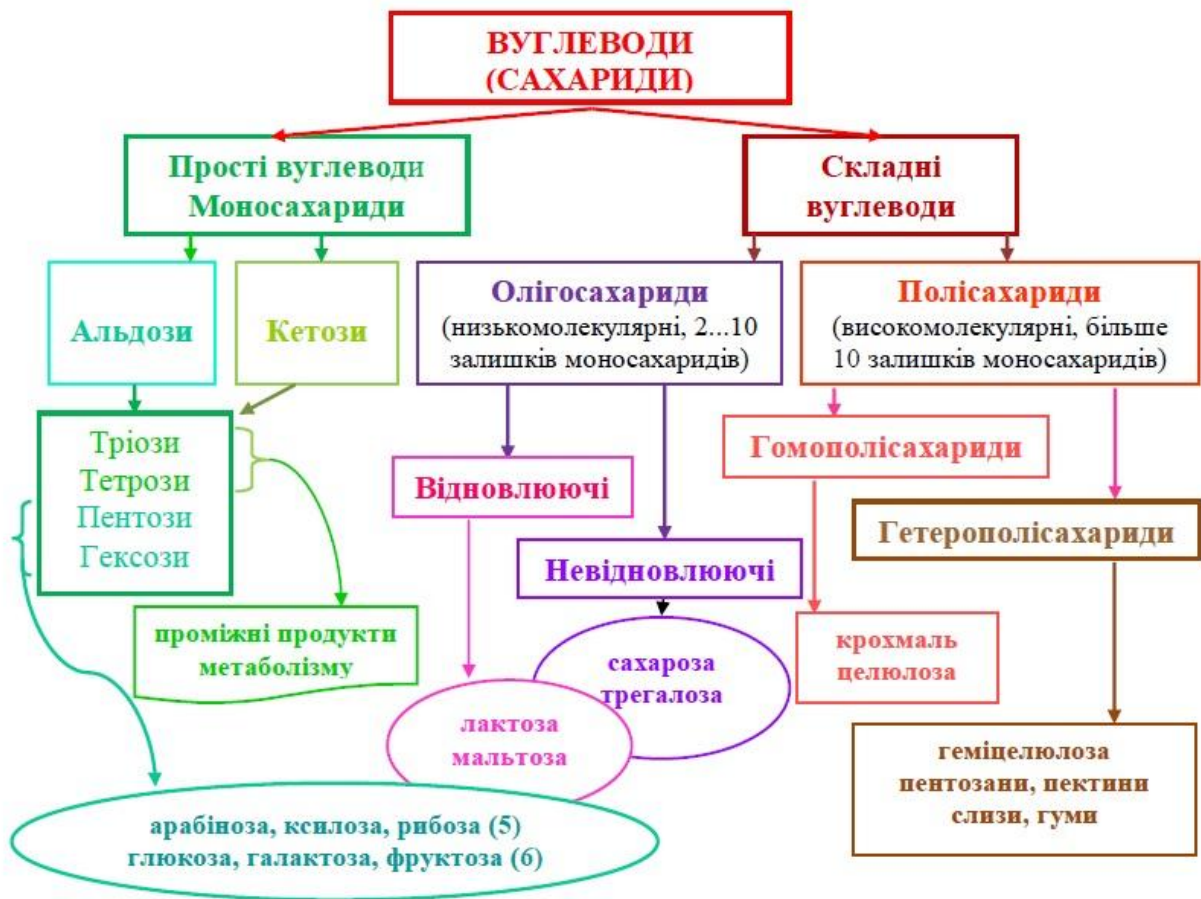 ВУГЛЕВОДИ
(САХАРИДИ)
Прості вуглеводи
Моносахариди
Складні
вуглеводи
Альдози
Кетози
Олігосахариди
(низькомолекулярні, 2...10
залишків моносахаридів)
Полісахариди
(високомолекулярні, більше
10 залишків моносахаридів)
Тріози
Тетрози
Пентози
Гексози
Відновлюючі
Гомополісахариди
Гетерополісахариди
Невідновлюючі
проміжні продукти
метаболізму
сахароза
трегалоза
крохмаль
целюлоза
лактоза
мальтоза
геміцелюлоза
пентозани, пектини
слизи, гуми
арабіноза, ксилоза, рибоза (5)
глюкоза, галактоза, фруктоза (6)